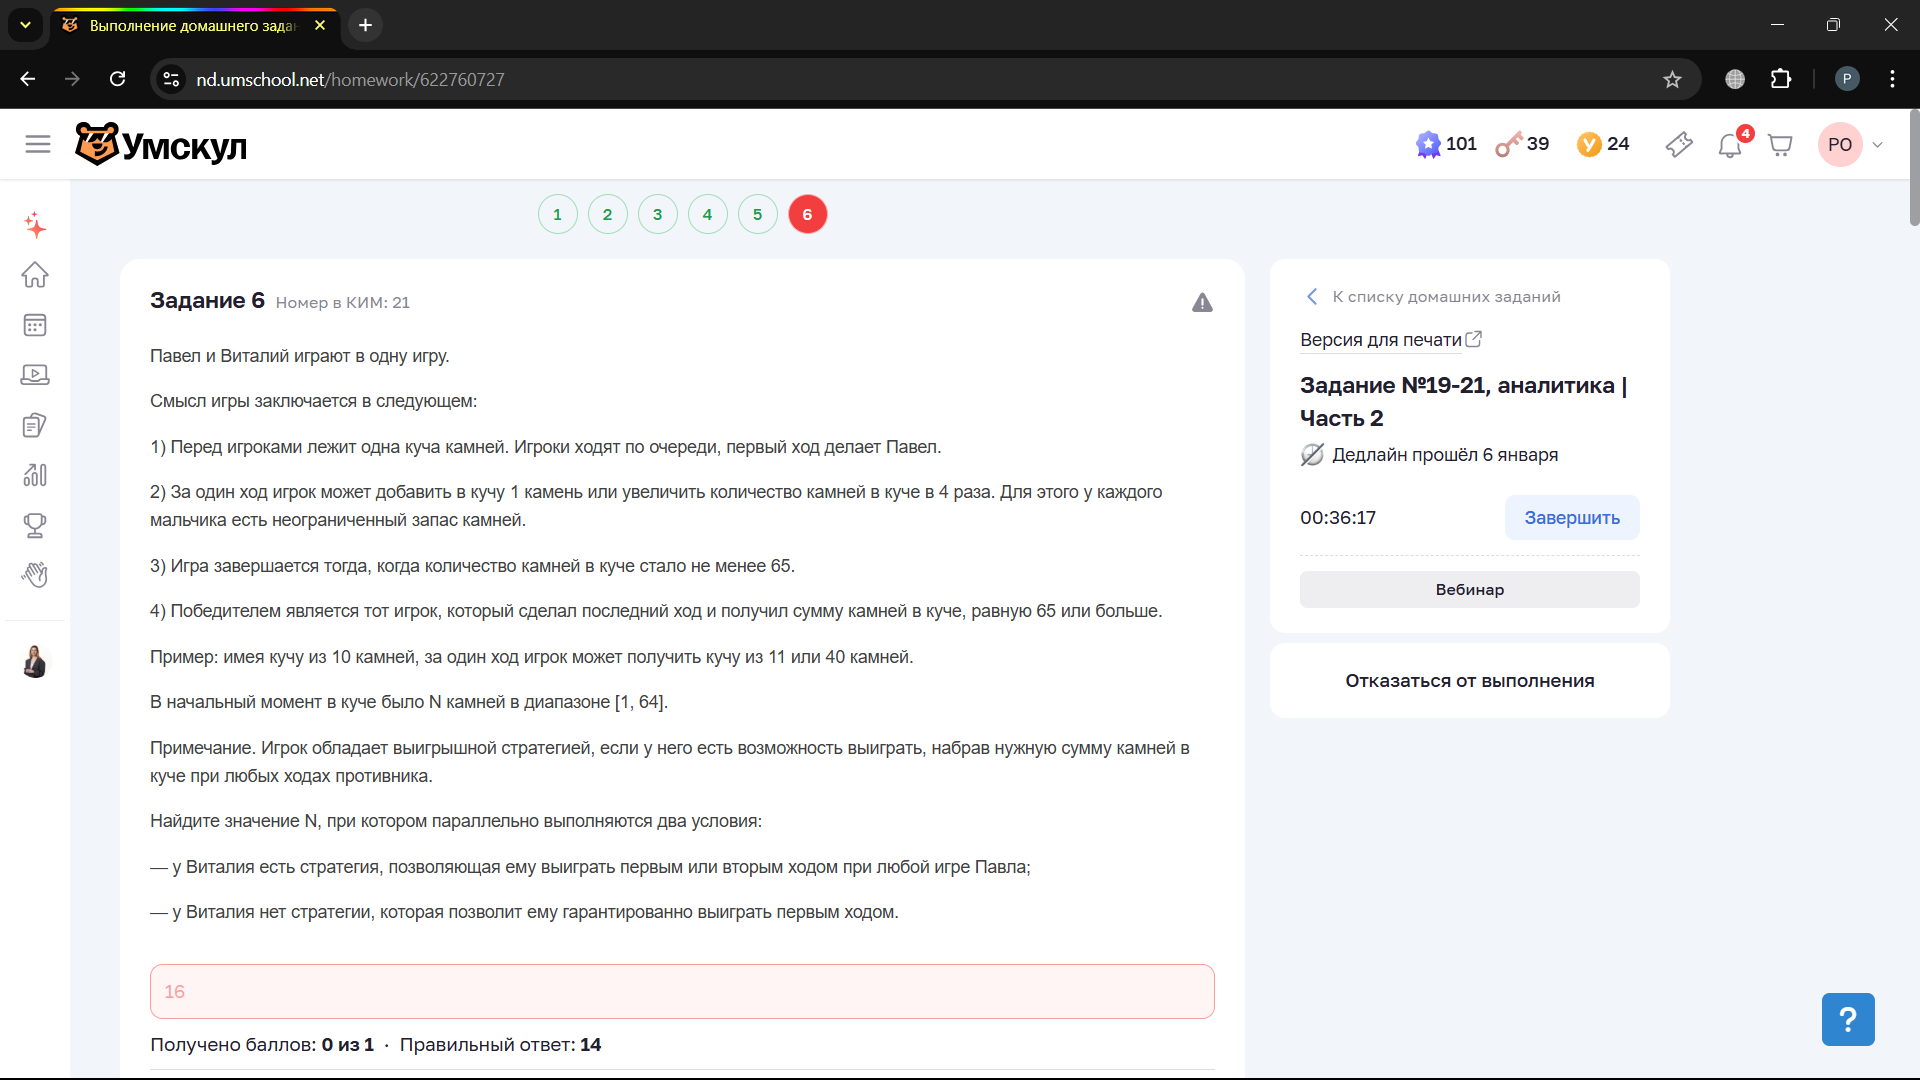 Выполнение домашнего зада
nd.umschool.net/homework/622760727
P
Умскул
101
39
24
4
PO
1
2
3
4
5
6
Задание 6 Номер в КИМ: 21
Павел и Виталий играют в одну игру.
Смысл игры заключается в следующем:
1) Перед игроками лежит одна куча камней. Игроки ходят по очереди, первый ход делает Павел.
2) За один ход игрок может добавить в кучу 1 камень или увеличить количество камней в куче в 4 раза. Для этого у каждого
мальчика есть неограниченный запас камней.
3) Игра завершается тогда, когда количество камней в куче стало не менее 65.
4) Победителем является тот игрок, который сделал последний ход и получил сумму камней в куче, равную 65 или больше.
Пример: имея кучу из 10 камней, за один ход игрок может получить кучу из 11 или 40 камней.
В начальный момент в куче было N камней в диапазоне [1, 64].
Примечание. Игрок обладает выигрышной стратегией, если у него есть возможность выиграть, набрав нужную сумму камней в
куче при любых ходах противника.
Найдите значение N, при котором параллельно выполняются два условия:
— у Виталия есть стратегия, позволяющая ему выиграть первым или вторым ходом при любой игре Павла;
— у Виталия нет стратегии, которая позволит ему гарантированно выиграть первым ходом.
16
Получено баллов: 0 из 1 · Правильный ответ: 14
К списку домашних заданий
Версия для печати
Задание №19-21, аналитика |
Часть 2
Дедлайн прошёл 6 января
00:36:17
Завершить
Вебинар
Отказаться от выполнения
?